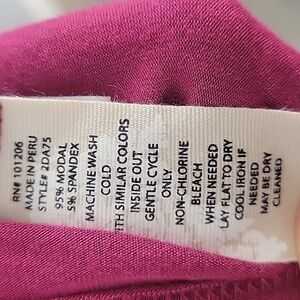 RN# 101206
MADE IN PERU
STYLE# 2DA75
95% MODAL
5% SPANDEX
MACHINE WASH
COLD
ITH SIMILAR COLORS
INSIDE OUT
GENTLE CYCLE
ONLY
NON-CHLORINE
BLEACH
WHEN NEEDED
LAY FLAT TO DRY
COOL IRON IF
NEEDED
MAY BE DRY
CLEANED